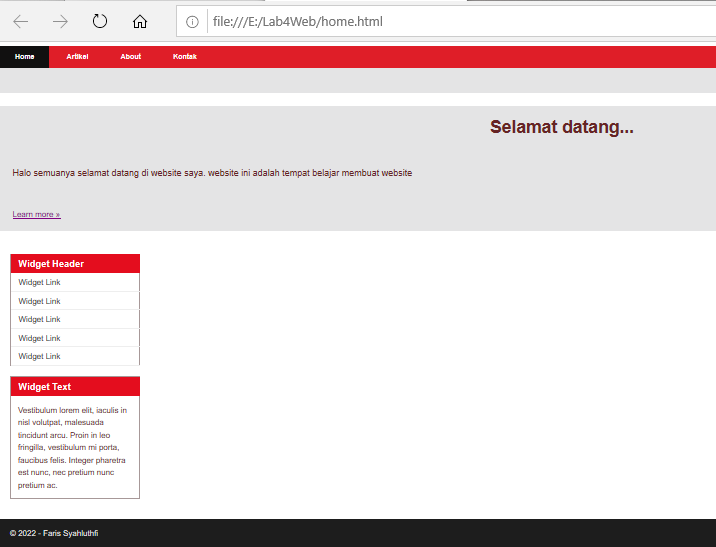 file:///E:/Lab4Web/home.html
Home Artikel About Kontak
Selamat datang...
Halo semuanya selamat datang di website saya. website ini adalah tempat belajar membuat website
Learn more »
Widget Header
Widget Link
Widget Link
Widget Link
Widget Link
Widget Link
Widget Text
Vestibulum lorem elit, iaculis in
nisl volutpat, malesuada
tincidunt arcu. Proin in leo
fringilla, vestibulum mi porta,
faucibus felis. Integer pharetra
est nunc, nec pretium nunc
pretium ac.
© 2022 - Faris Syahluthfi